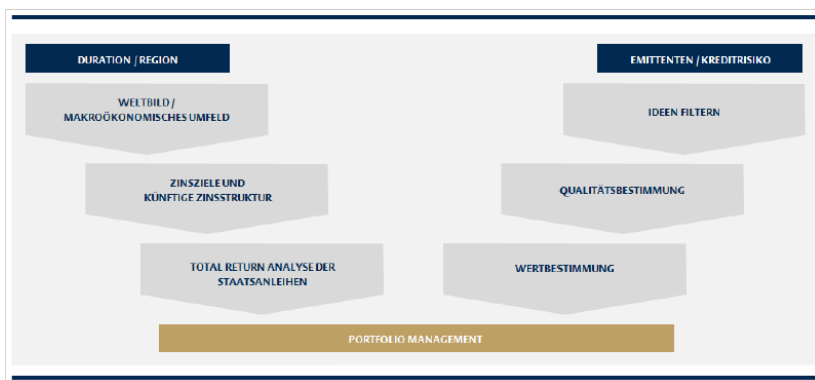 DURATION / REGION
WELTBILD /
MAKROÖKONOMISCHES UMFELD
ZINSZIELE UND
KÜNFTIGE ZINSSTRUKTUR
TOTAL RETURN ANALYSE DER
STAATSANLEIHEN
EMITTENTEN / KREDITRISIKO
IDEEN FILTERN
QUALITÄTSBESTIMMUNG
WERTBESTIMMUNG
PORTFOLIO MANAGEMENT